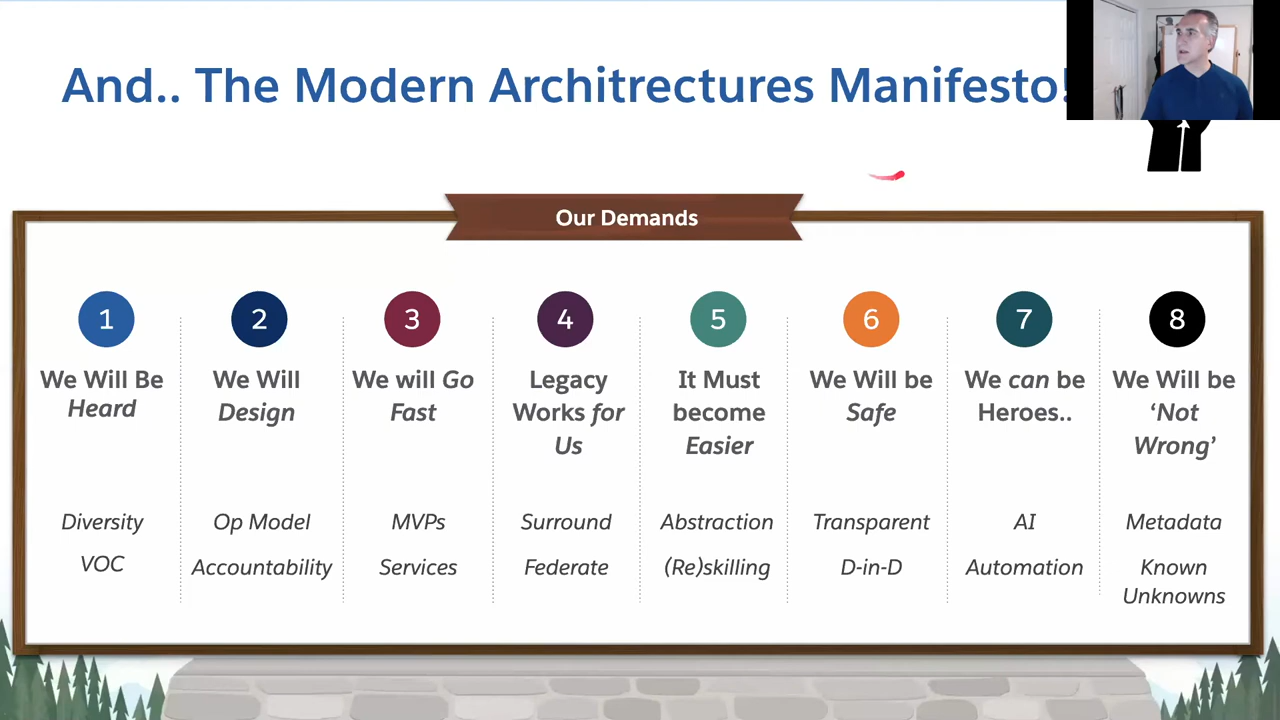 And.. The Modern Architrectures Manifesto!
Our Demands
1
We Will Be
Heard
Diversity
VOC
2
We Will
Design
Op Model
Accountability
3
We will Go
Fast
MVPs
Services
4
Legacy
Works for
Us
Surround
Federate
5
It Must
become
Easier
Abstraction
(Re)skilling
6
We Will be
Safe
Transparent
D-in-D
7
We can be
Heroes..
AI
Automation
8
We Will be
‘Not
Wrong’
Metadata
Known
Unknowns